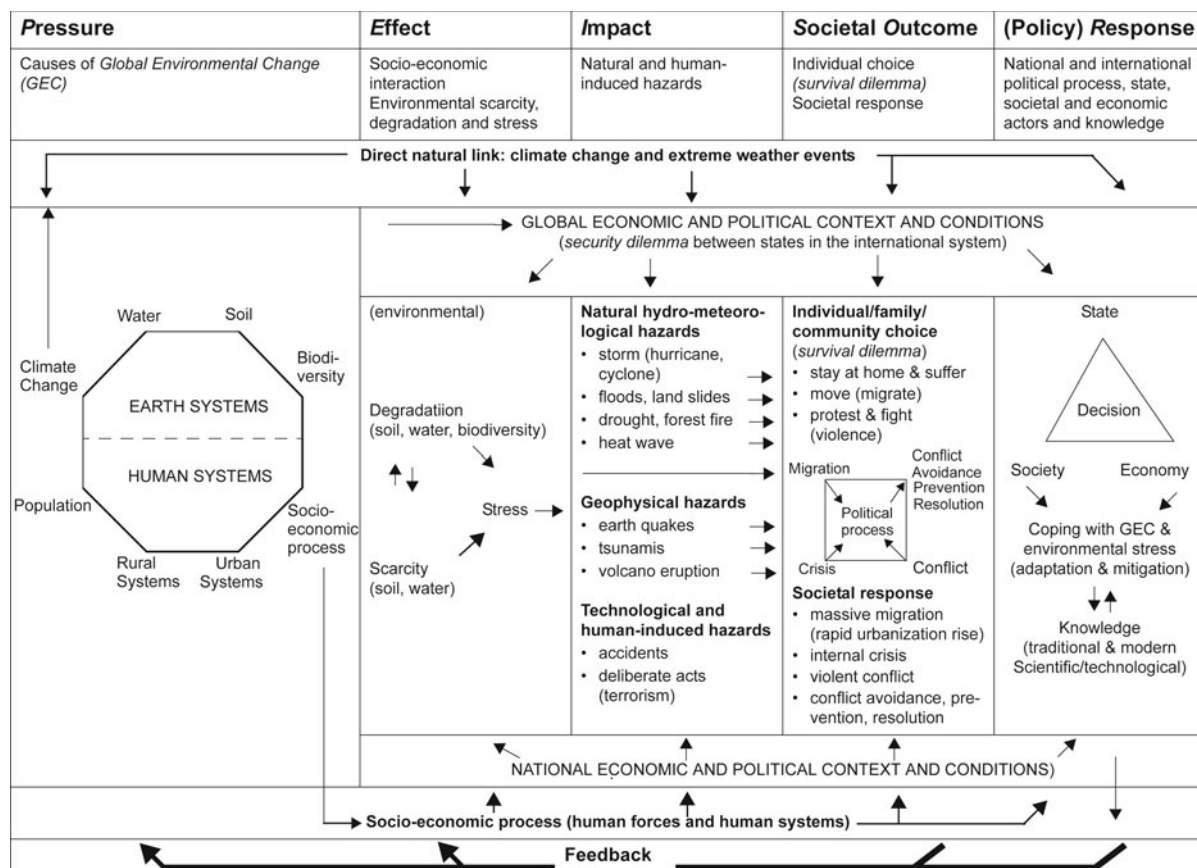 Pressure
Effect
Impact
Societal Outcome
(Policy) Response
Causes of Global Environmental Change
(GEC)
Socio-economic
interaction
Environmental scarcity,
degradation and stress
Natural and human-
induced hazards
Individual choice
(survival dilemma)
Societal response
National and international
political process, state,
societal and economic
actors and knowledge
Direct natural link: climate change and extreme weather events
GLOBAL ECONOMIC AND POLITICAL CONTEXT AND CONDITIONS
(security dilemma between states in the international system)
Water
Soil
Climate
Change
Biodi-
versity
EARTH SYSTEMS
HUMAN SYSTEMS
Population
Socio-
economic
process
Rural
Systems
Urban
Systems
(environmental)
Degradatiion
(soil, water, biodiversity)
Stress
Scarcity
(soil, water)
Natural hydro-meteoro-
logical hazards
• storm (hurricane,
cyclone)
• floods, land slides
• drought, forest fire
• heat wave
Geophysical hazards
• earth quakes
• tsunamis
• volcano eruption
Technological and
human-induced hazards
• accidents
• deliberate acts
(terrorism)
Individual/family/
community choice
(survival dilemma)
• stay at home & suffer
• move (migrate)
• protest & fight
(violence)
Migration
Conflict
Avoidance
Prevention
Resolution
Political
process
Crisis
Conflict
Societal response
• massive migration
(rapid urbanization rise)
• internal crisis
• violent conflict
• conflict avoidance, pre-
vention, resolution
State
Decision
Society
Economy
Coping with GEC &
environmental stress
(adaptation & mitigation)
Knowledge
(traditional & modern
Scientific/technological)
NATIONAL ECONOMIC AND POLITICAL CONTEXT AND CONDITIONS)
Socio-economic process (human forces and human systems)
Feedback